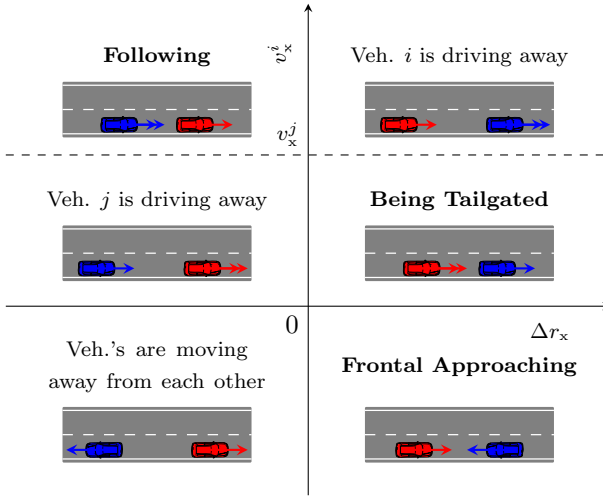 Following
v_x^i
Veh. i is driving away
v_x^j
Veh. j is driving away
Being Tailgated
0
Δr_x
Veh.'s are moving
away from each other
Frontal Approaching